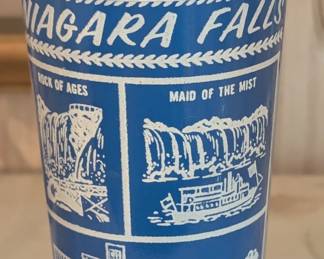 NIAGARA FALLS
ROCK OF AGES
MAID OF THE MIST